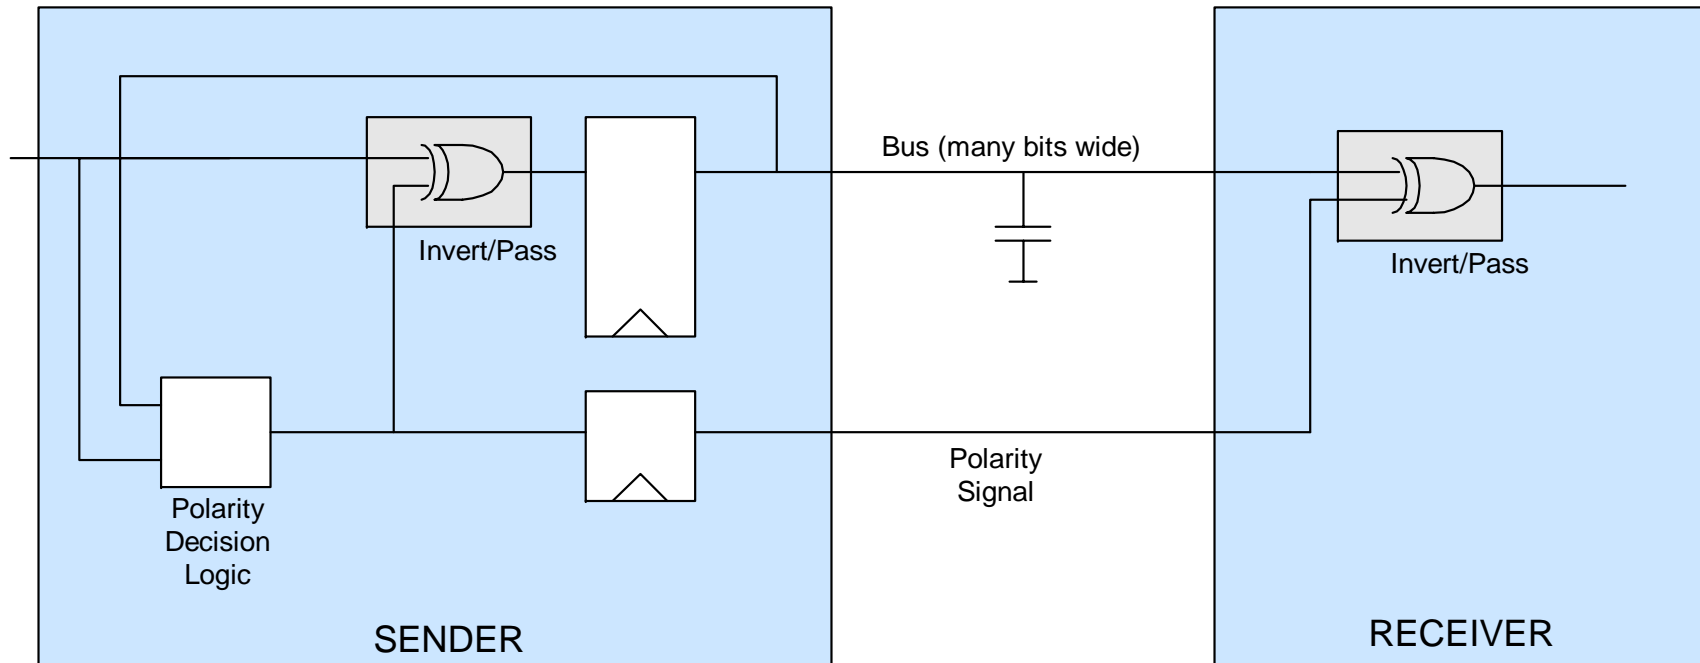 Bus (many bits wide)
Invert/Pass
Invert/Pass
Polarity
Signal
Polarity
Decision
Logic
SENDER
RECEIVER